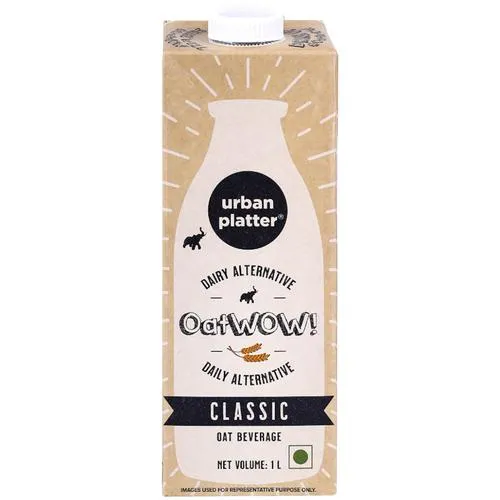 urban
platter®
DAIRY ALTERNATIVE
OatWOW!
DAILY ALTERNATIVE
CLASSIC
OAT BEVERAGE
NET VOLUME: 1 L
IMAGES USED FOR REPRESENTATIVE PURPOSE ONLY.